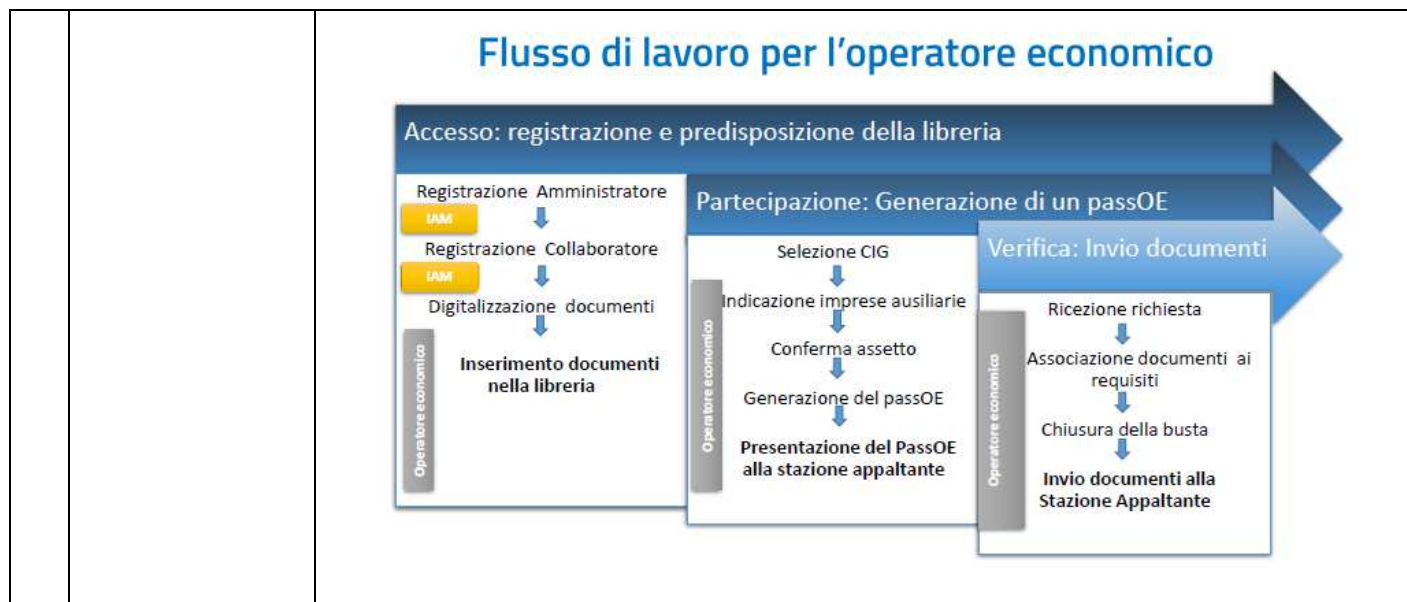 Flusso di lavoro per l'operatore economico
Accesso: registrazione e predisposizione della libreria
Registrazione Amministratore
IAM
Registrazione Collaboratore
IAM
Digitalizzazione documenti
Inserimento documenti
nella libreria
Operatore economico
Partecipazione: Generazione di un passOE
Selezione CIG
Indicazione imprese ausiliarie
Conferma assetto
Generazione del passOE
Presentazione del PassOE
alla stazione appaltante
Operatore economico
Verifica: Invio documenti
Ricezione richiesta
Associazione documenti ai
requisiti
Chiusura della busta
Invio documenti alla
Stazione Appaltante
Operatore economico